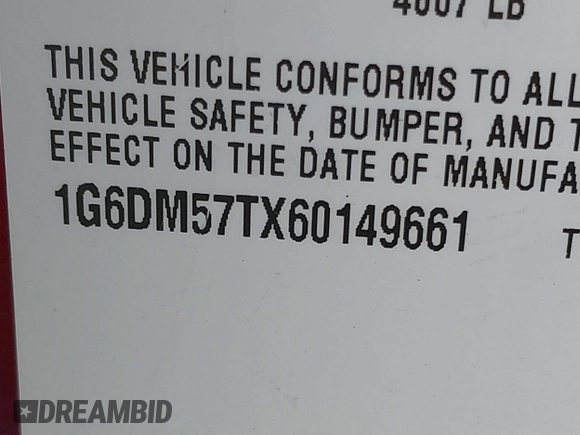 4007 LB
THIS VEHICLE CONFORMS TO ALL
VEHICLE SAFETY, BUMPER, AND T
EFFECT ON THE DATE OF MANUFA
1G6DM57TX60149661
T
DREAMBID